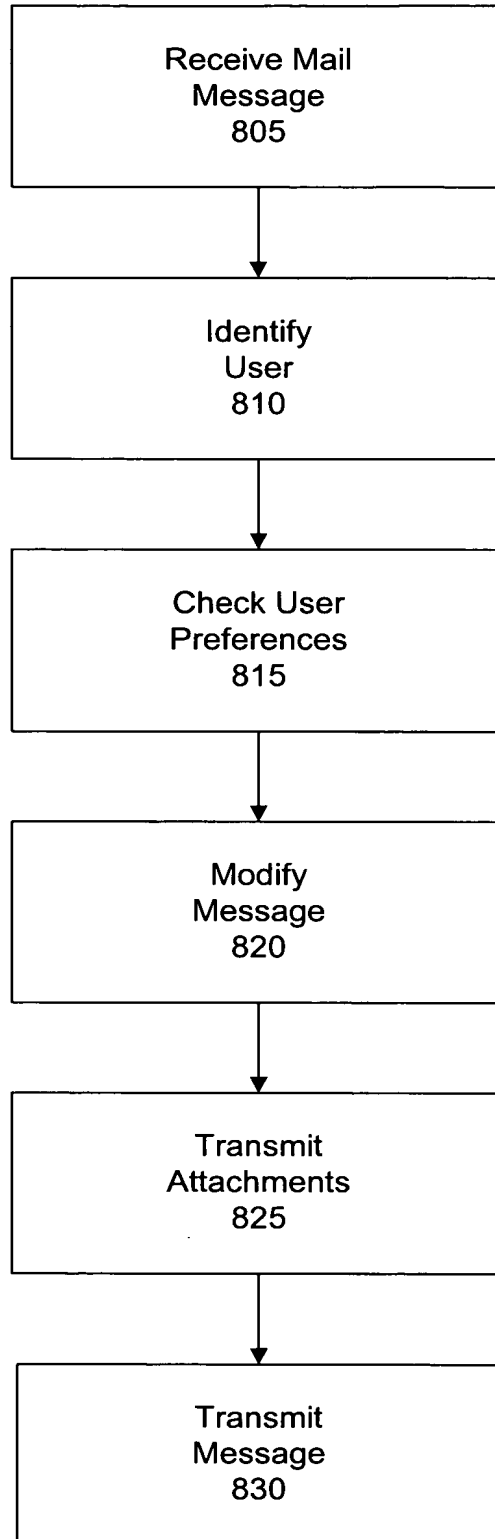 Receive Mail
Message
805
Identify
User
810
Check User
Preferences
815
Modify
Message
820
Transmit
Attachments
825
Transmit
Message
830